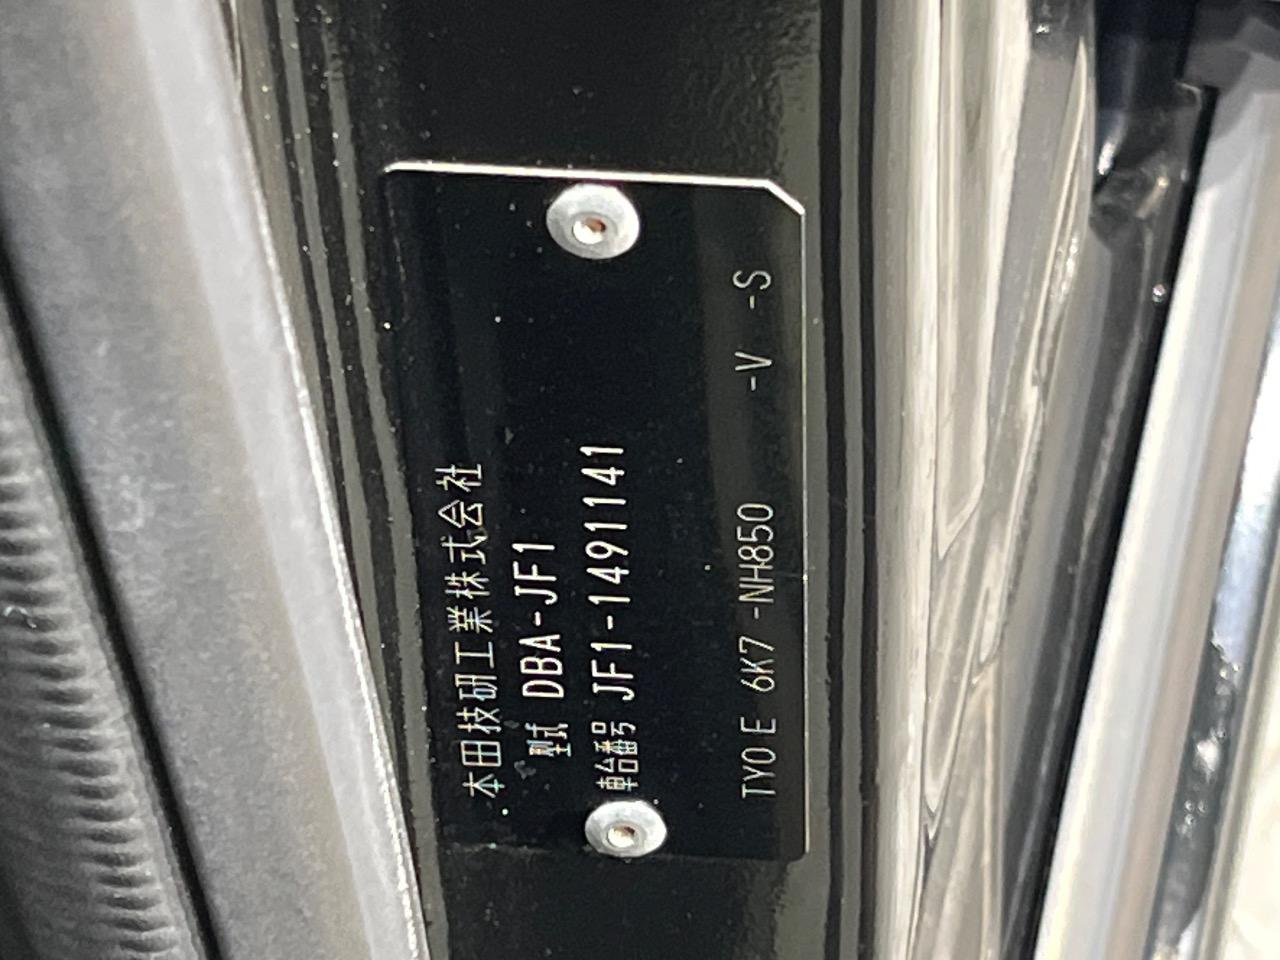 本田技研工業株式会社
型式 DBA-JF1
車台番号 JF1-1491141
TY0 E 6K7 -NH850 -V -S